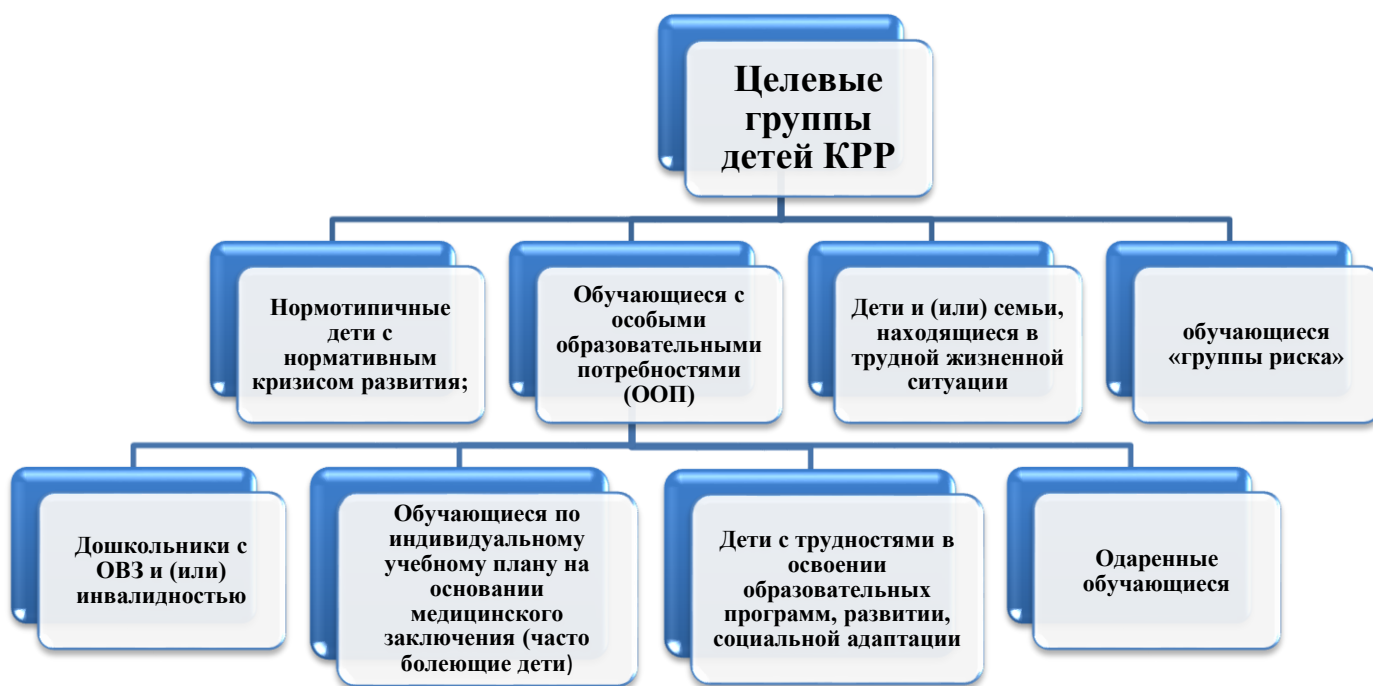 Целевые
группы
детей КРР
Нормотипичные
дети с
нормативным
кризисом развития;
Обучающиеся с
особыми
образовательными
потребностями
(ООП)
Дети и (или) семьи,
находящиеся в
трудной жизненной
ситуации
обучающиеся
«группы риска»
Дошкольники с
ОВЗ и (или)
инвалидностью
Обучающиеся по
индивидуальному
учебному плану на
основании
медицинского
заключения (часто
болеющие дети)
Дети с трудностями в
освоении
образовательных
программ, развитии,
социальной адаптации
Одаренные
обучающиеся